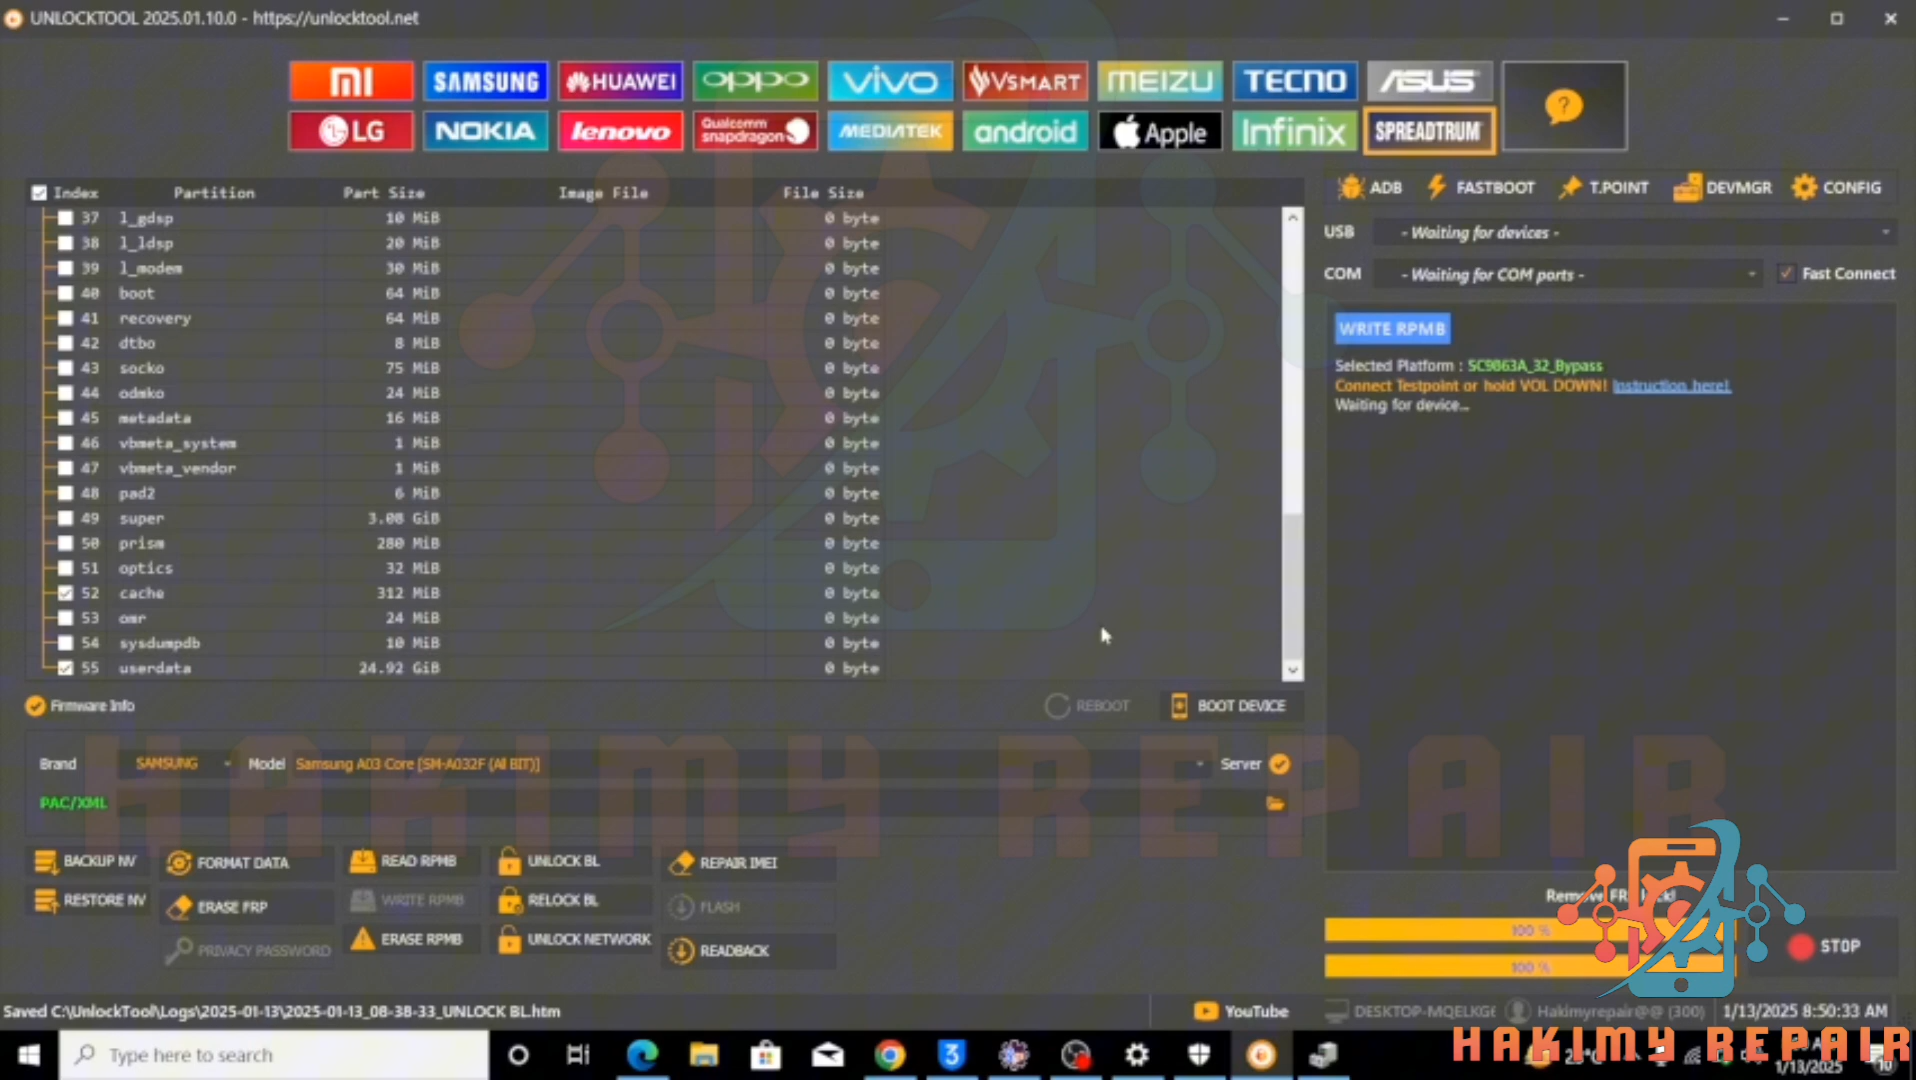 UNLOCKTOOL 2025.01.10.0 - https://unlocktool.net
mi SAMSUNG HUAWEI oppo vivo VSMART MEIZU TECNO ASUS
LG NOKIA lenovo Qualcomm snapdragon MEDIATEK android Apple Infinix SPREADTRUM ?
Index Partition Part Size Image File File Size
37 l_gdsp 10 MiB 0 byte
38 l_ldsp 20 MiB 0 byte
39 l_modem 30 MiB 0 byte
40 boot 64 MiB 0 byte
41 recovery 64 MiB 0 byte
42 dtbo 8 MiB 0 byte
43 socko 75 MiB 0 byte
44 odmko 24 MiB 0 byte
45 metadata 16 MiB 0 byte
46 vbmeta_system 1 MiB 0 byte
47 vbmeta_vendor 1 MiB 0 byte
48 pad2 6 MiB 0 byte
49 super 3.08 GiB 0 byte
50 prism 280 MiB 0 byte
51 optics 32 MiB 0 byte
52 cache 312 MiB 0 byte
53 omr 24 MiB 0 byte
54 sysdumpdb 10 MiB 0 byte
55 userdata 24.92 GiB 0 byte
Firmware Info REBOOT BOOT DEVICE
Brand SAMSUNG Model Samsung A03 Core [SM-A032F (All BIT)] Server
PAC/XML
HAKIMY REPAIR
BACKUP NV FORMAT DATA READ RPMB UNLOCK BL REPAIR IMEI
RESTORE NV ERASE FRP WRITE RPMB RELOCK BL FLASH
PRIVACY PASSWORD ERASE RPMB UNLOCK NETWORK READBACK
ADB FASTBOOT T.POINT DEVMGR CONFIG
USB - Waiting for devices -
COM - Waiting for COM ports - Fast Connect
WRITE RPMB
Selected Platform : SC9863A_32_Bypass
Connect Testpoint or hold VOL DOWN! Instruction here!
Waiting for device...
100 %
100 %
STOP
Saved C:\UnlockTool\Logs\2025-01-13\2025-01-13_08-38-33_UNLOCK BL.htm
YouTube DESKTOP-MQELKG Hakimyrepair@@ (300) 1/13/2025 8:50:33 AM
Type here to search
HAKIMY REPAIR
1/13/2025
10